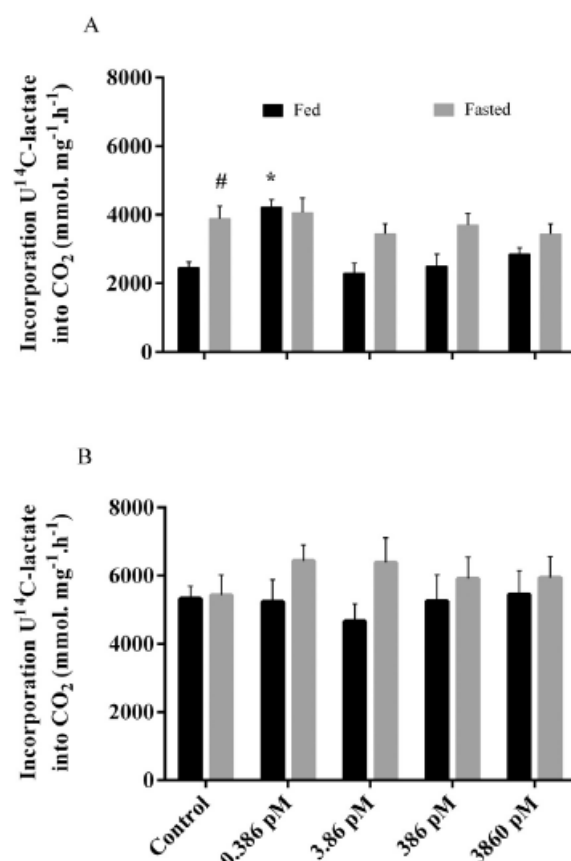 A
Incorporation U¹⁴C-lactate
into CO₂ (mmol. mg⁻¹.h⁻¹)
8000
6000
4000
2000
0
Fed
Fasted
#
*
B
Incorporation U¹⁴C-lactate
into CO₂ (mmol. mg⁻¹.h⁻¹)
8000
6000
4000
2000
0
Control
0.386 pM
3.86 pM
386 pM
3860 pM